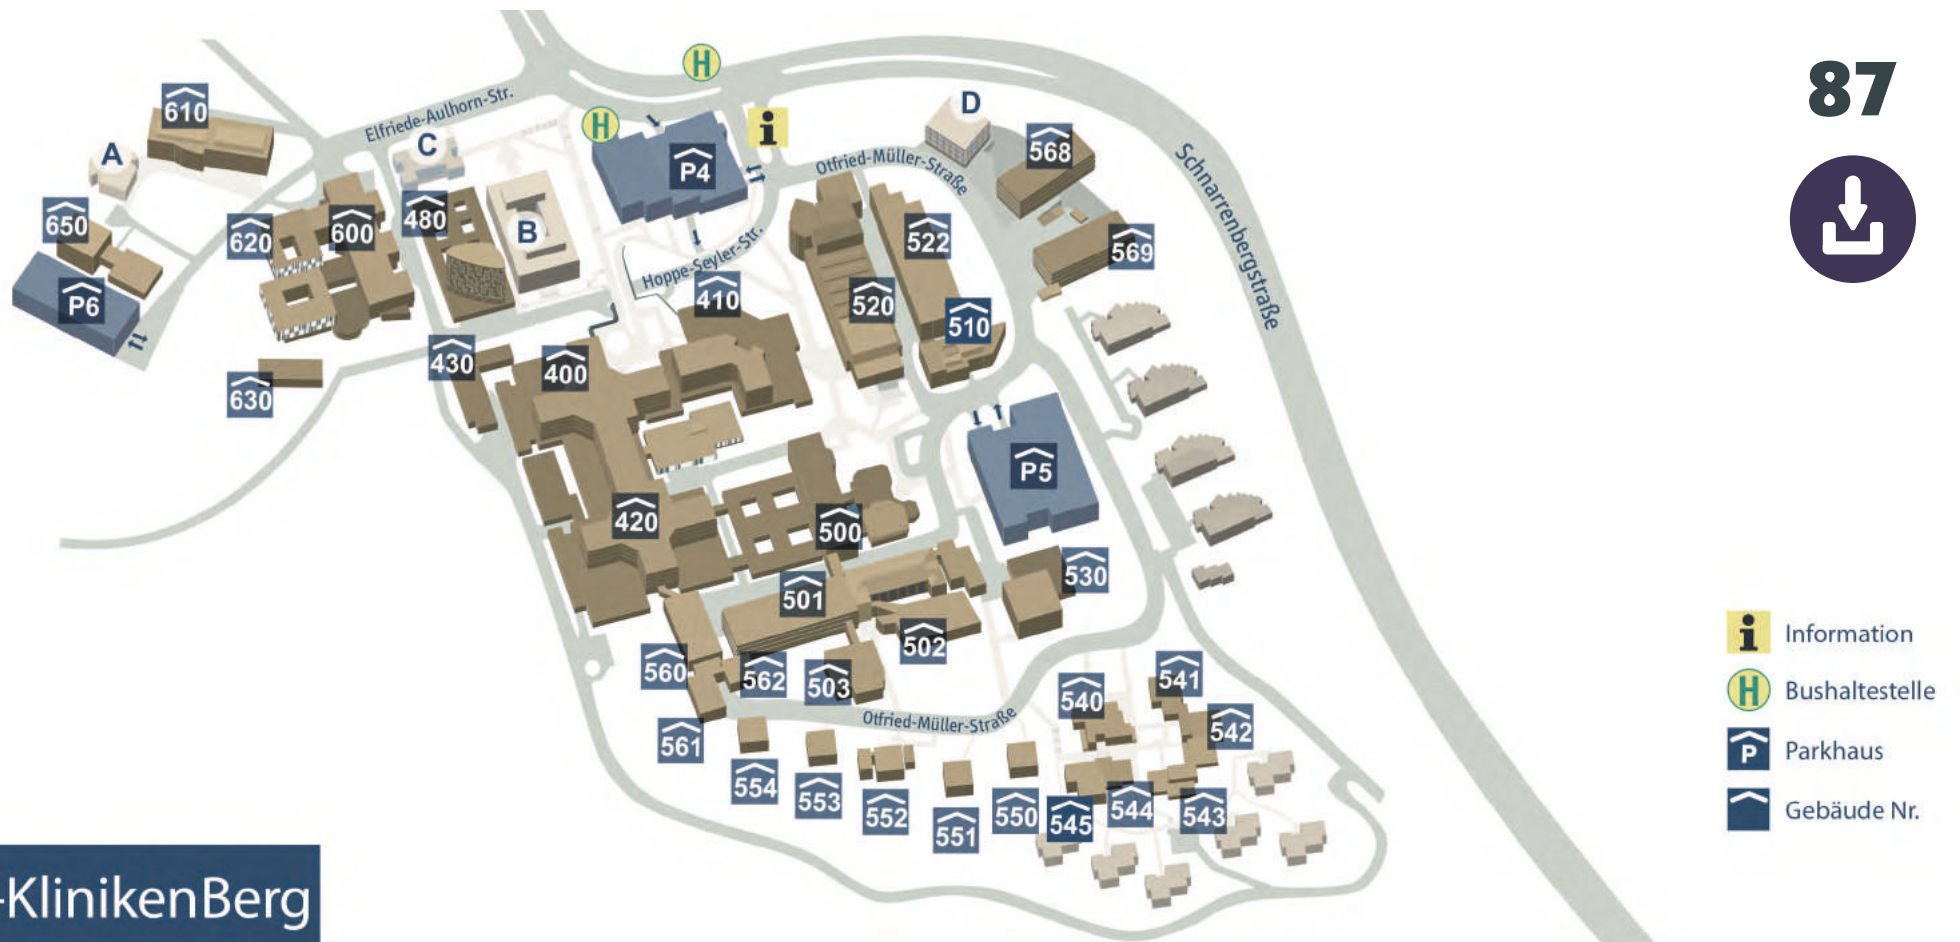 87
H
H
i
D
610
Elfriede-Aulhorn-Str.
A
C
P4
Otfried-Müller-Straße
568
Schnarrenbergstraße
650
620
600
480
B
522
569
Hoppe-Seyler-Str.
P6
410
520
510
630
430
400
P5
420
500
501
530
502
560
562
503
541
540
542
Otfried-Müller-Straße
561
554
553
552
551
550
545
544
543
i Information
H Bushaltestelle
P Parkhaus
Gebäude Nr.
-KlinikenBerg